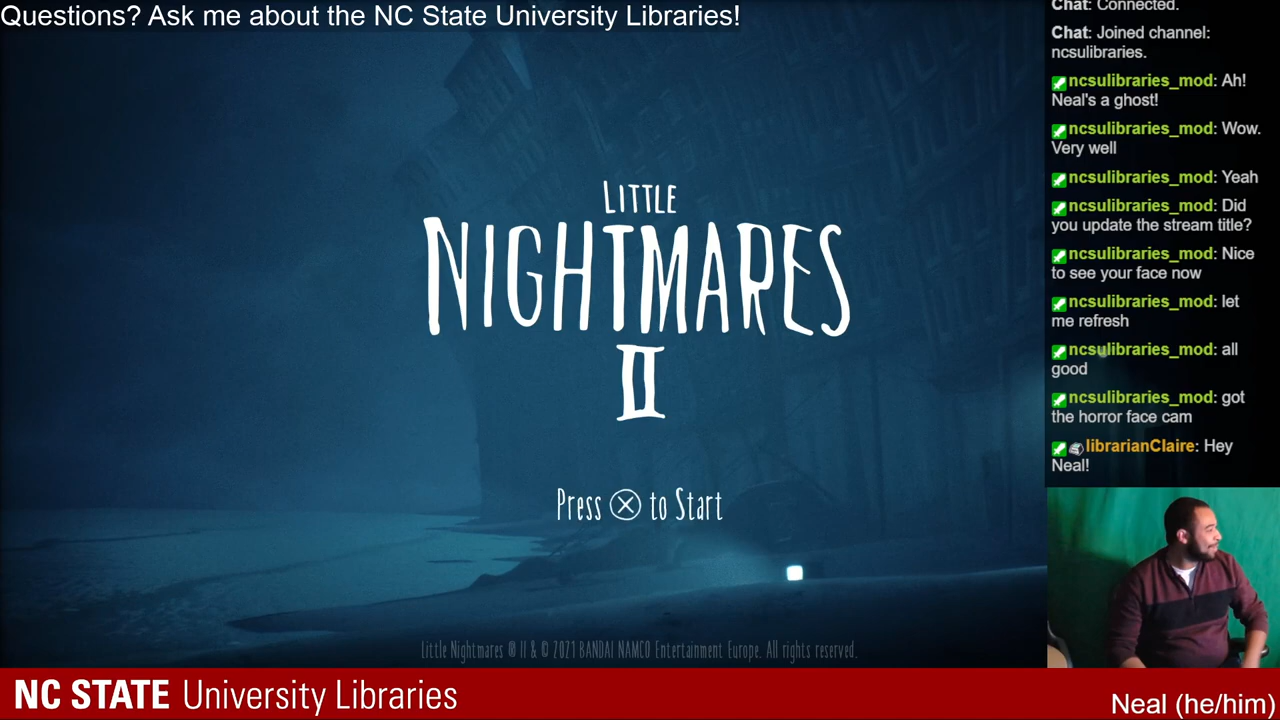 Questions? Ask me about the NC State University Libraries!
LITTLE
NIGHTMARES
II
Press ⊗ to Start
Little Nightmares ® II & © 2021 BANDAI NAMCO Entertainment Europe. All rights reserved.
Chat: Connected.
Chat: Joined channel:
ncsulibraries.
ncsulibraries_mod: Ah!
Neal's a ghost!
ncsulibraries_mod: Wow.
Very well
ncsulibraries_mod: Yeah
ncsulibraries_mod: Did
you update the stream title?
ncsulibraries_mod: Nice
to see your face now
ncsulibraries_mod: let
me refresh
ncsulibraries_mod: all
good
ncsulibraries_mod: got
the horror face cam
librarianClaire: Hey
Neal!
NC STATE University Libraries
Neal (he/him)